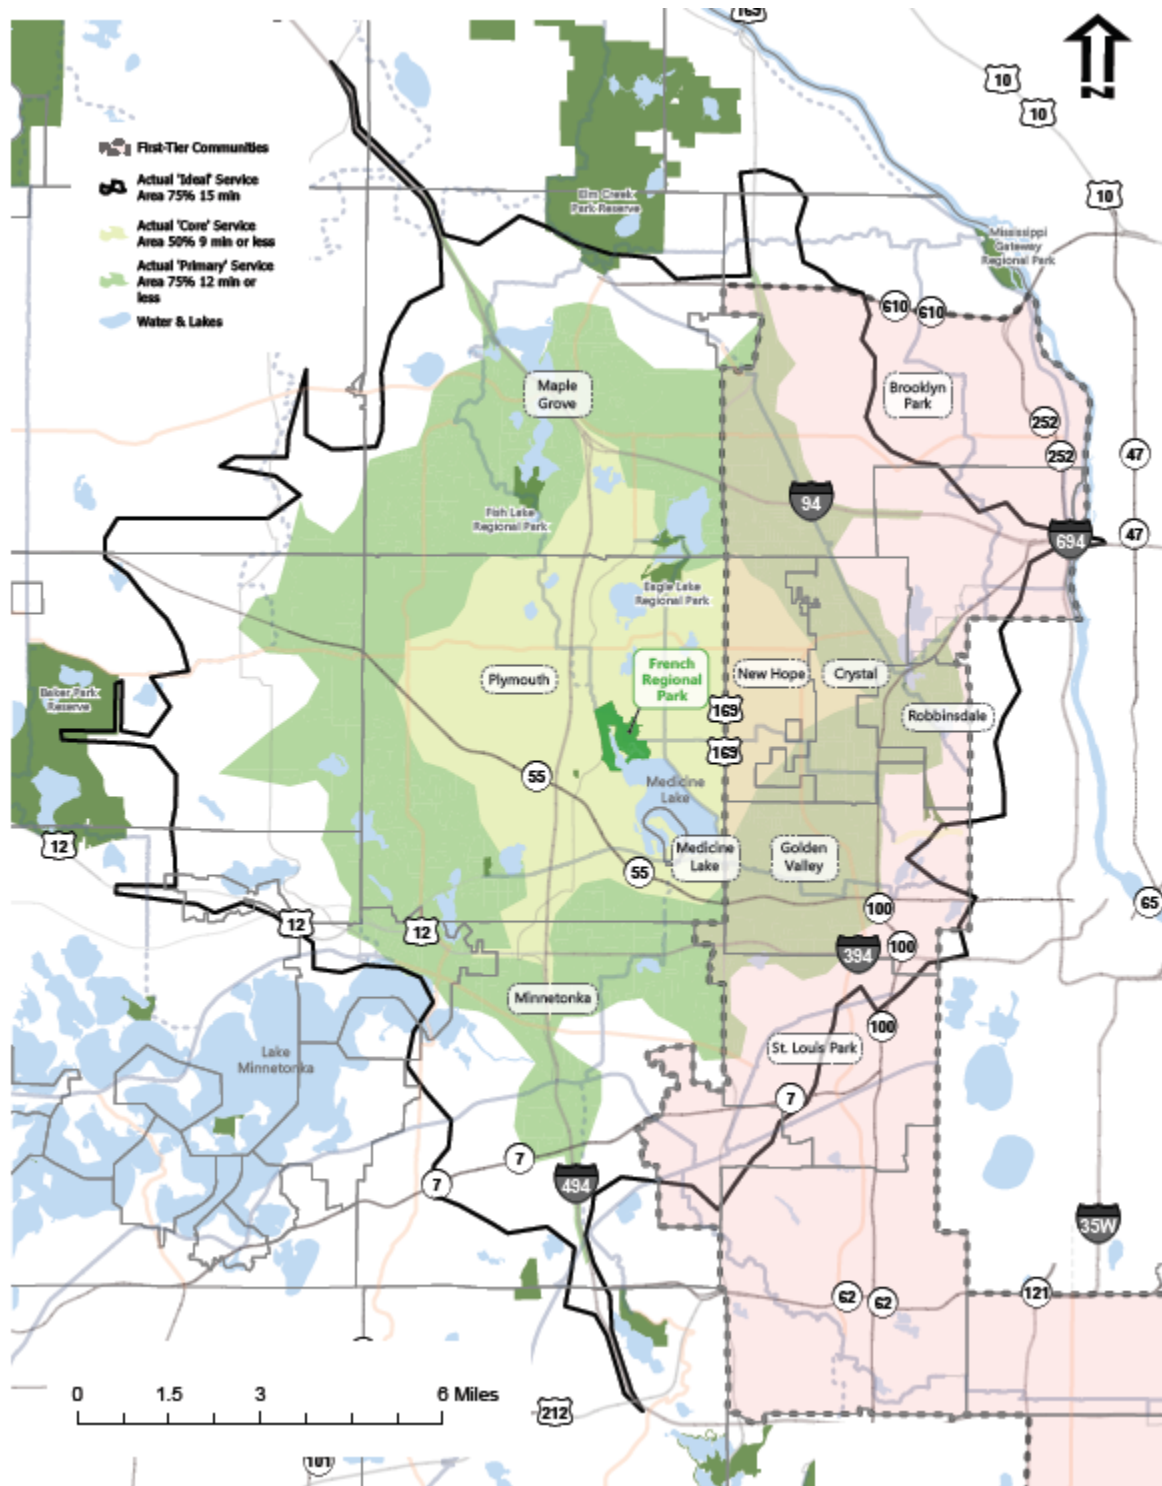 169
10
10
10
First-Tier Communities
Actual 'Ideal' Service
Area 75% 15 min
Actual 'Core' Service
Area 50% 9 min or less
Actual 'Primary' Service
Area 75% 12 min or
less
Water & Lakes
N
Elm Creek
Park Reserve
Mississippi
Gateway
Regional Park
610
610
Maple
Grove
Brooklyn
Park
252
252
47
94
Fish Lake
Regional Park
694
47
Eagle Lake
Regional Park
French
Regional
Park
Plymouth
New Hope
Crystal
Baker Park
Reserve
169
Robbinsdale
169
55
Medicine
Lake
12
Medicine
Lake
Golden
Valley
55
100
65
12
12
394
100
Minnetonka
100
St. Louis Park
Lake
Minnetonka
7
7
7
494
35W
62
62
121
0
1.5
3
6 Miles
212
101